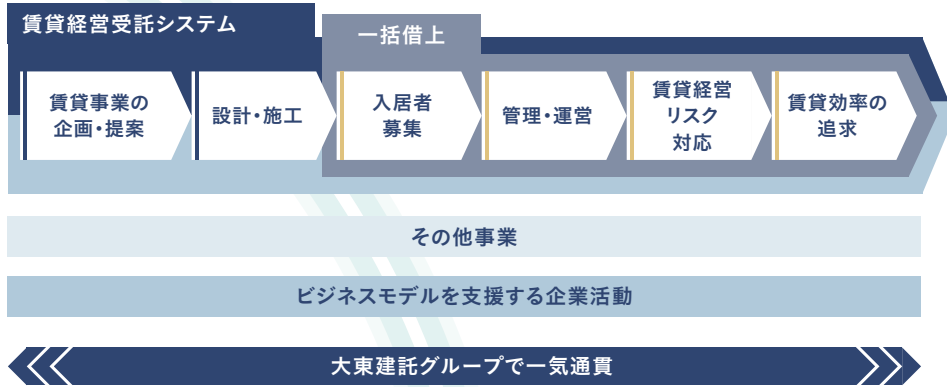 賃貸経営受託システム
一括借上
賃貸事業の
企画・提案
設計・施工
入居者
募集
管理・運営
賃貸経営
リスク
対応
賃貸効率の
追求
その他事業
ビジネスモデルを支援する企業活動
大東建託グループで一気通貫